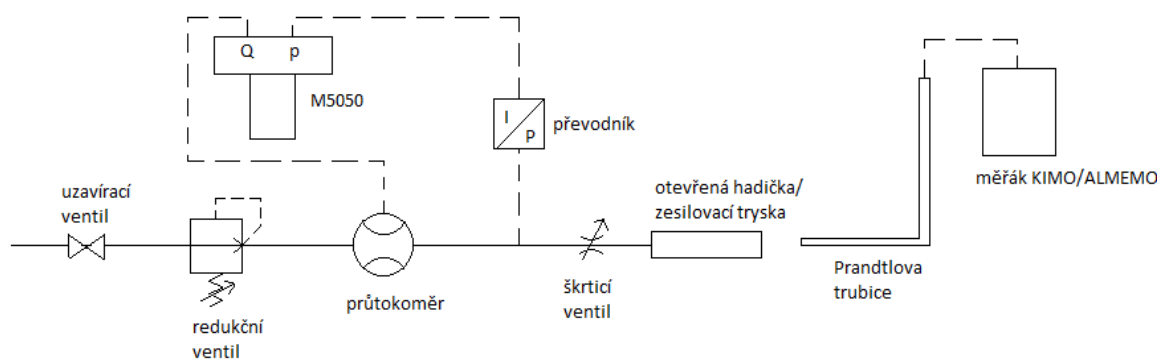 Q p
M5050
I
p
převodník
měřák KIMO/ALMEMO
uzavírací
ventil
otevřená hadička/
zesilovací tryska
redukční
ventil
průtokoměr
škrticí
ventil
Prandtlova
trubice